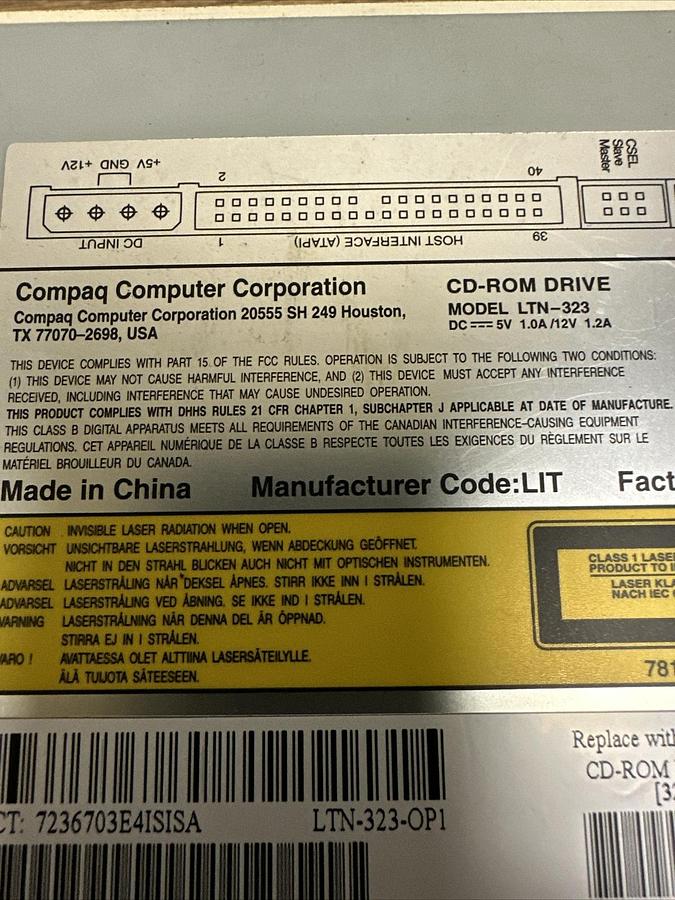 +5V GND +12V
2
40
CSEL
Slave
Master
DC INPUT
1
HOST INTERFACE (ATAPI)
39
Compaq Computer Corporation
Compaq Computer Corporation 20555 SH 249 Houston,
TX 77070-2698, USA
CD-ROM DRIVE
MODEL LTN-323
DC 5V 1.0A /12V 1.2A
THIS DEVICE COMPLIES WITH PART 15 OF THE FCC RULES. OPERATION IS SUBJECT TO THE FOLLOWING TWO CONDITIONS:
(1) THIS DEVICE MAY NOT CAUSE HARMFUL INTERFERENCE, AND (2) THIS DEVICE MUST ACCEPT ANY INTERFERENCE
RECEIVED, INCLUDING INTERFERENCE THAT MAY CAUSE UNDESIRED OPERATION.
THIS PRODUCT COMPLIES WITH DHHS RULES 21 CFR CHAPTER 1, SUBCHAPTER J APPLICABLE AT DATE OF MANUFACTURE.
THIS CLASS B DIGITAL APPARATUS MEETS ALL REQUIREMENTS OF THE CANADIAN INTERFERENCE-CAUSING EQUIPMENT
REGULATIONS. CET APPAREIL NUMÉRIQUE DE LA CLASSE B RESPECTE TOUTES LES EXIGENCES DU RÈGLEMENT SUR LE
MATÉRIEL BROUILLEUR DU CANADA.
Made in China Manufacturer Code:LIT Fact
CAUTION INVISIBLE LASER RADIATION WHEN OPEN.
VORSICHT UNSICHTBARE LASERSTRAHLUNG, WENN ABDECKUNG GEÖFFNET.
NICHT IN DEN STRAHL BLICKEN AUCH NICHT MIT OPTISCHEN INSTRUMENTEN.
ADVARSEL LASERSTRÅLING NÅR DEKSEL ÅPNES. STIRR IKKE INN I STRÅLEN.
ADVARSEL LASERSTRÅLING VED ÅBNING. SE IKKE IND I STRÅLEN.
VARNING LASERSTRÅLNING NÄR DENNA DEL ÄR ÖPPNAD.
STIRRA EJ IN I STRÅLEN.
VARO ! AVATTAESSA OLET ALTTIINA LASERSÄTEILYLLE.
ÄLÄ TUIJOTA SÄTEESEEN.
CLASS 1 LASE
PRODUCT TO I
LASER KLA
NACH IEC
781
CT: 7236703E4ISISA LTN-323-OP1
Replace with
CD-ROM
[32